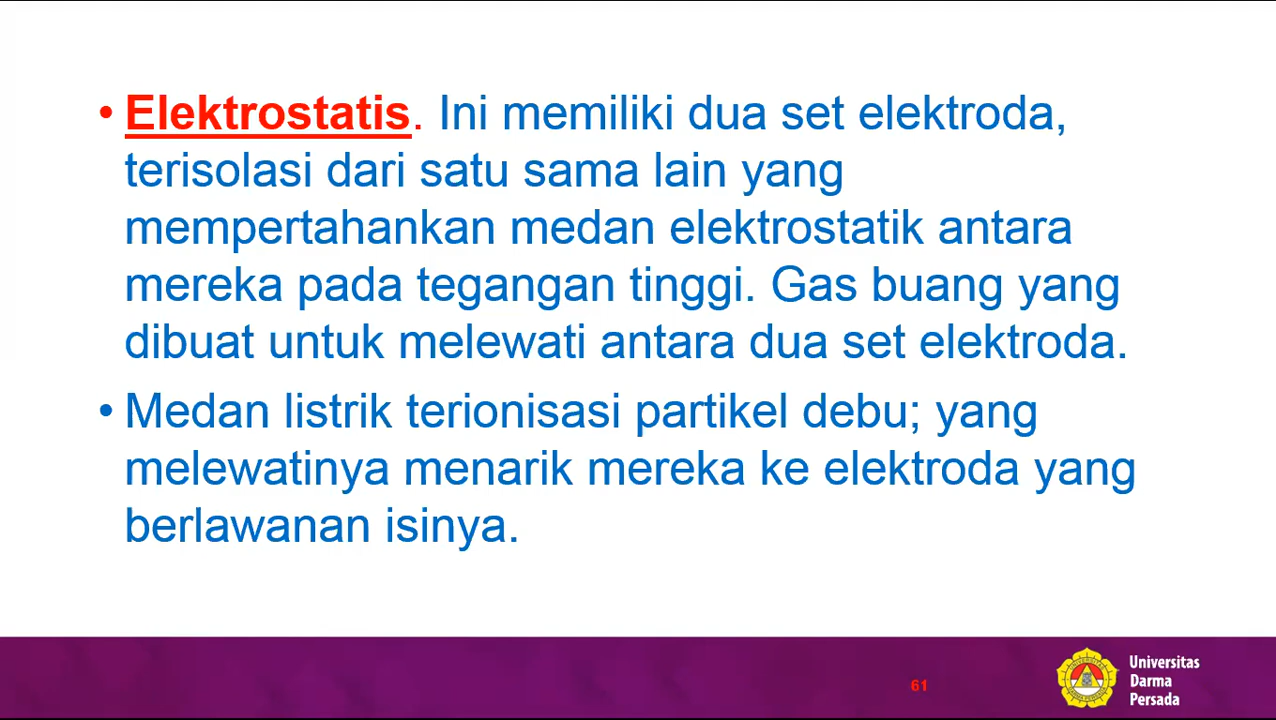 • Elektrostatis. Ini memiliki dua set elektroda,
terisolasi dari satu sama lain yang
mempertahankan medan elektrostatik antara
mereka pada tegangan tinggi. Gas buang yang
dibuat untuk melewati antara dua set elektroda.
• Medan listrik terionisasi partikel debu; yang
melewatinya menarik mereka ke elektroda yang
berlawanan isinya.
61
Universitas
Darma
Persada